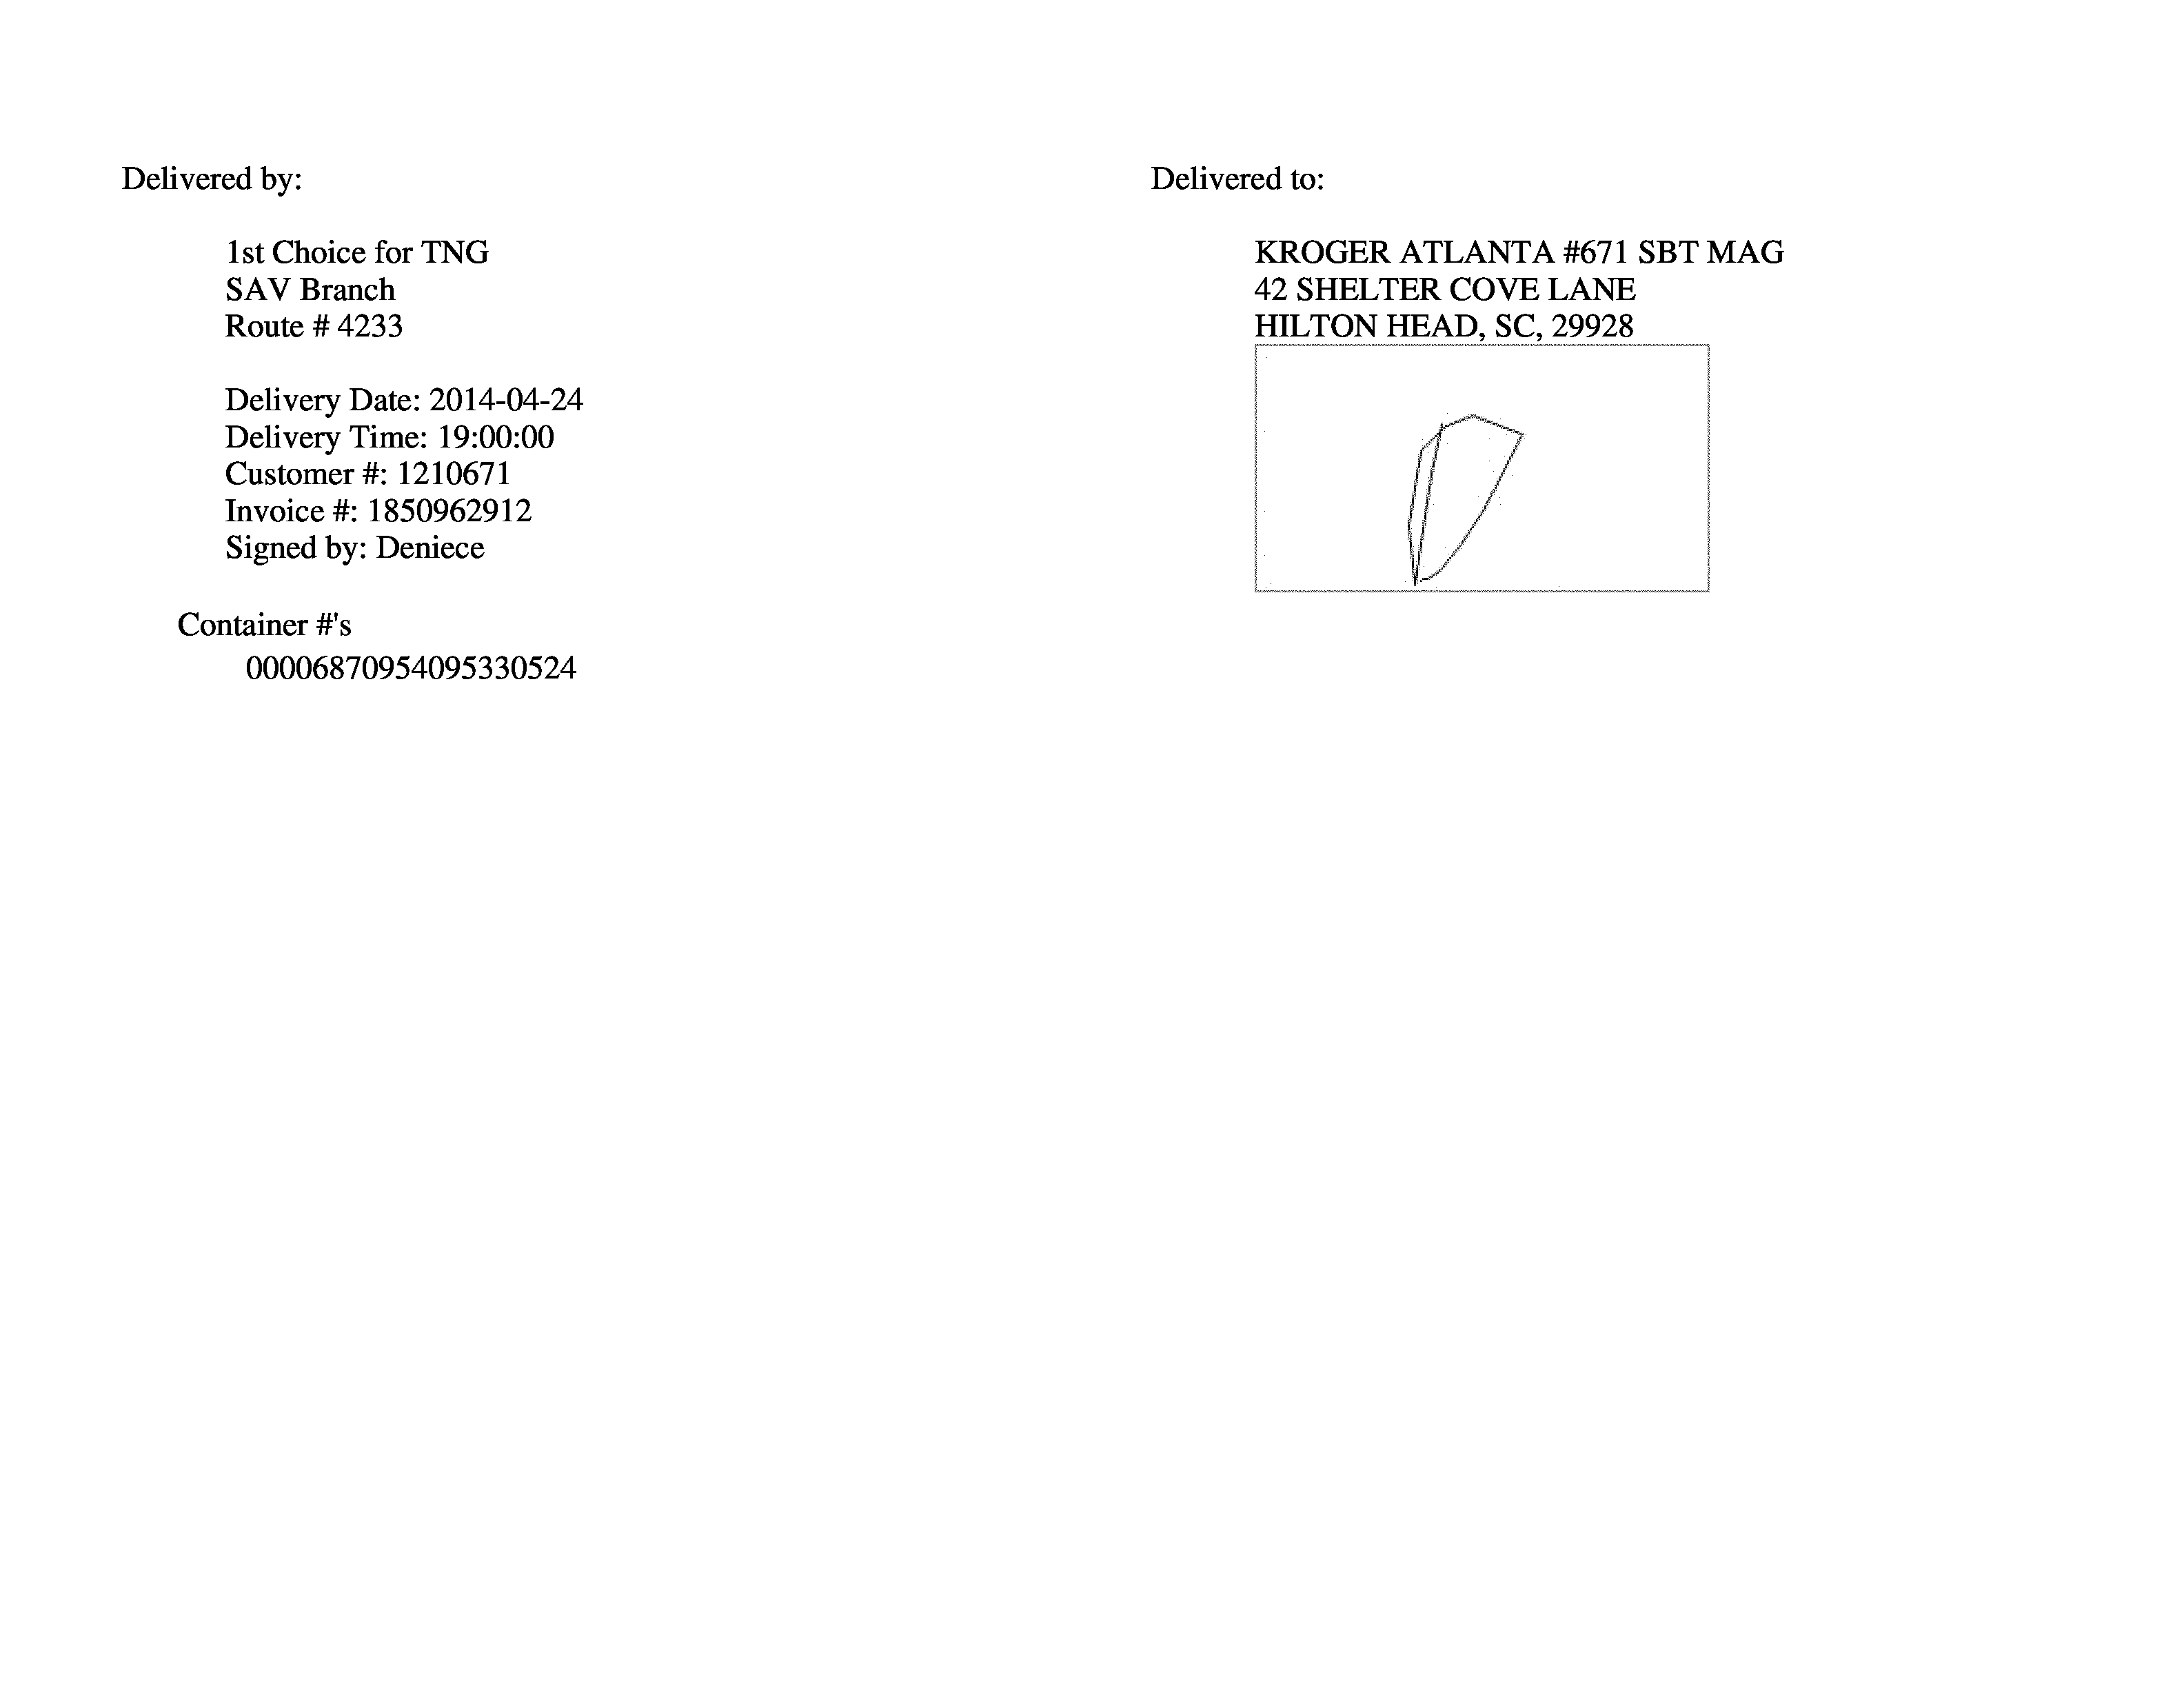 Delivered by:
1st Choice for TNG
SAV Branch
Route # 4233
Delivery Date: 2014-04-24
Delivery Time: 19:00:00
Customer #: 1210671
Invoice #: 1850962912
Signed by: Deniece
Container #'s
00006870954095330524
Delivered to:
KROGER ATLANTA #671 SBT MAG
42 SHELTER COVE LANE
HILTON HEAD, SC, 29928